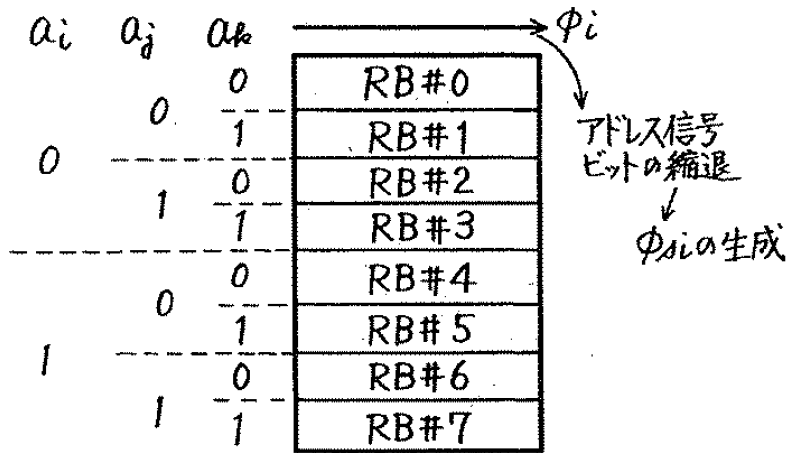 ai aj ak φi
0 0 0 RB#0
1 RB#1
1 0 RB#2
1 RB#3
1 0 0 RB#4
1 RB#5
1 0 RB#6
1 RB#7
アドレス信号
ビットの縮退
φsiの生成